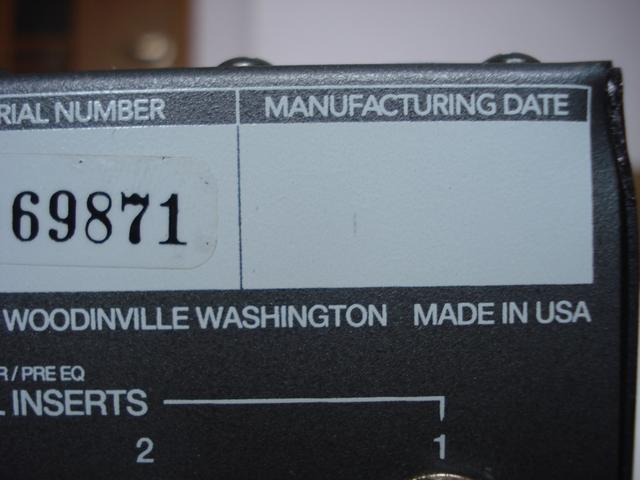 RIAL NUMBER MANUFACTURING DATE
69871
WOODINVILLE WASHINGTON MADE IN USA
R / PRE EQ
L INSERTS
2 1